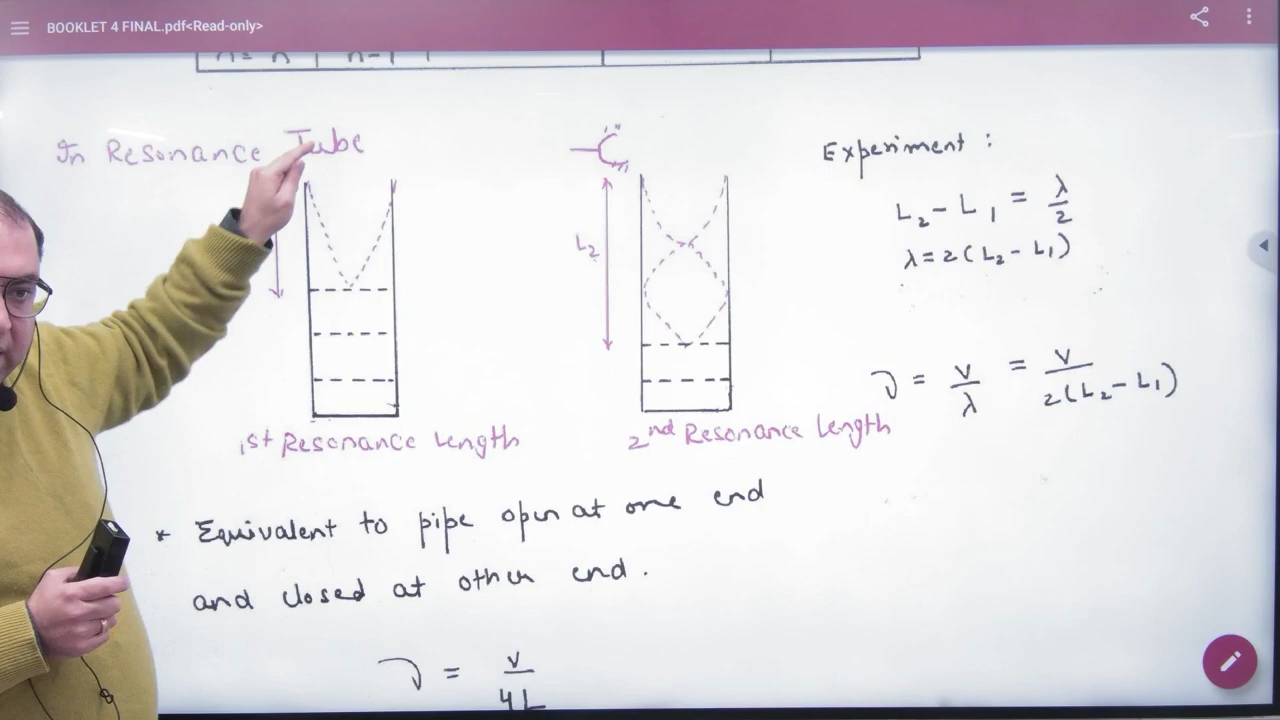 BOOKLET 4 FINAL.pdf<Read-only>
n = n n-1
In Resonance Tube
Experiment :
L₂ - L₁ = λ/2
L₂
λ = 2 ( L₂ - L₁ )
ν = v/λ = v/2(L₂ - L₁)
1st Resonance Length
2nd Resonance Length
* Equivalent to pipe open at one end
and closed at other end .
ν = v/4L